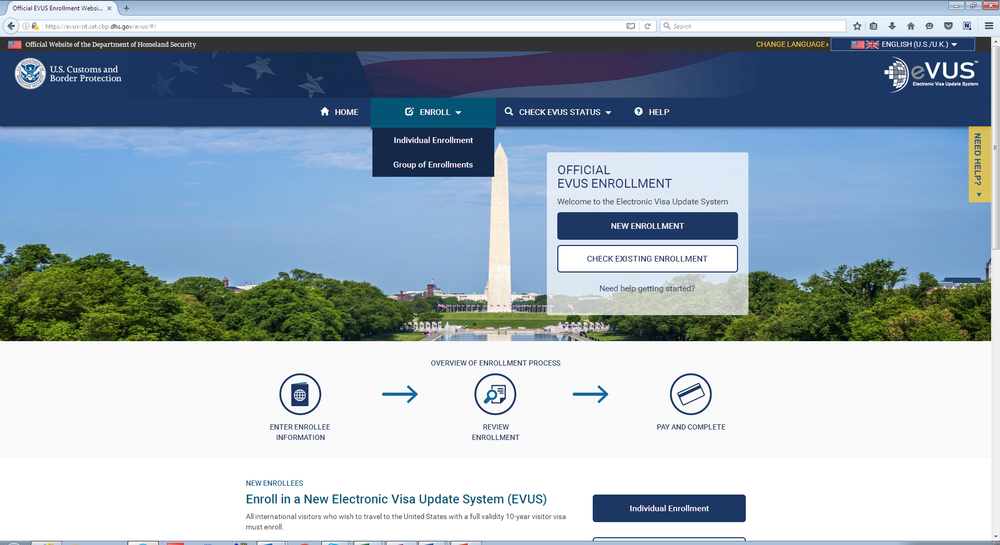 Official EVUS Enrollment Websi...
https://evus-sit.sat.cbp.dhs.gov/evus/#/
Search
Official Website of the Department of Homeland Security
CHANGE LANGUAGE
ENGLISH (U.S./U.K.)
U.S. Customs and
Border Protection
eVUS™
Electronic Visa Update System
HOME
ENROLL
CHECK EVUS STATUS
HELP
Individual Enrollment
Group of Enrollments
NEED HELP?
OFFICIAL
EVUS ENROLLMENT
Welcome to the Electronic Visa Update System
NEW ENROLLMENT
CHECK EXISTING ENROLLMENT
Need help getting started?
OVERVIEW OF ENROLLMENT PROCESS
ENTER ENROLLEE
INFORMATION
REVIEW
ENROLLMENT
PAY AND COMPLETE
NEW ENROLLEES
Enroll in a New Electronic Visa Update System (EVUS)
All international visitors who wish to travel to the United States with a full validity 10-year visitor visa
must enroll.
Individual Enrollment